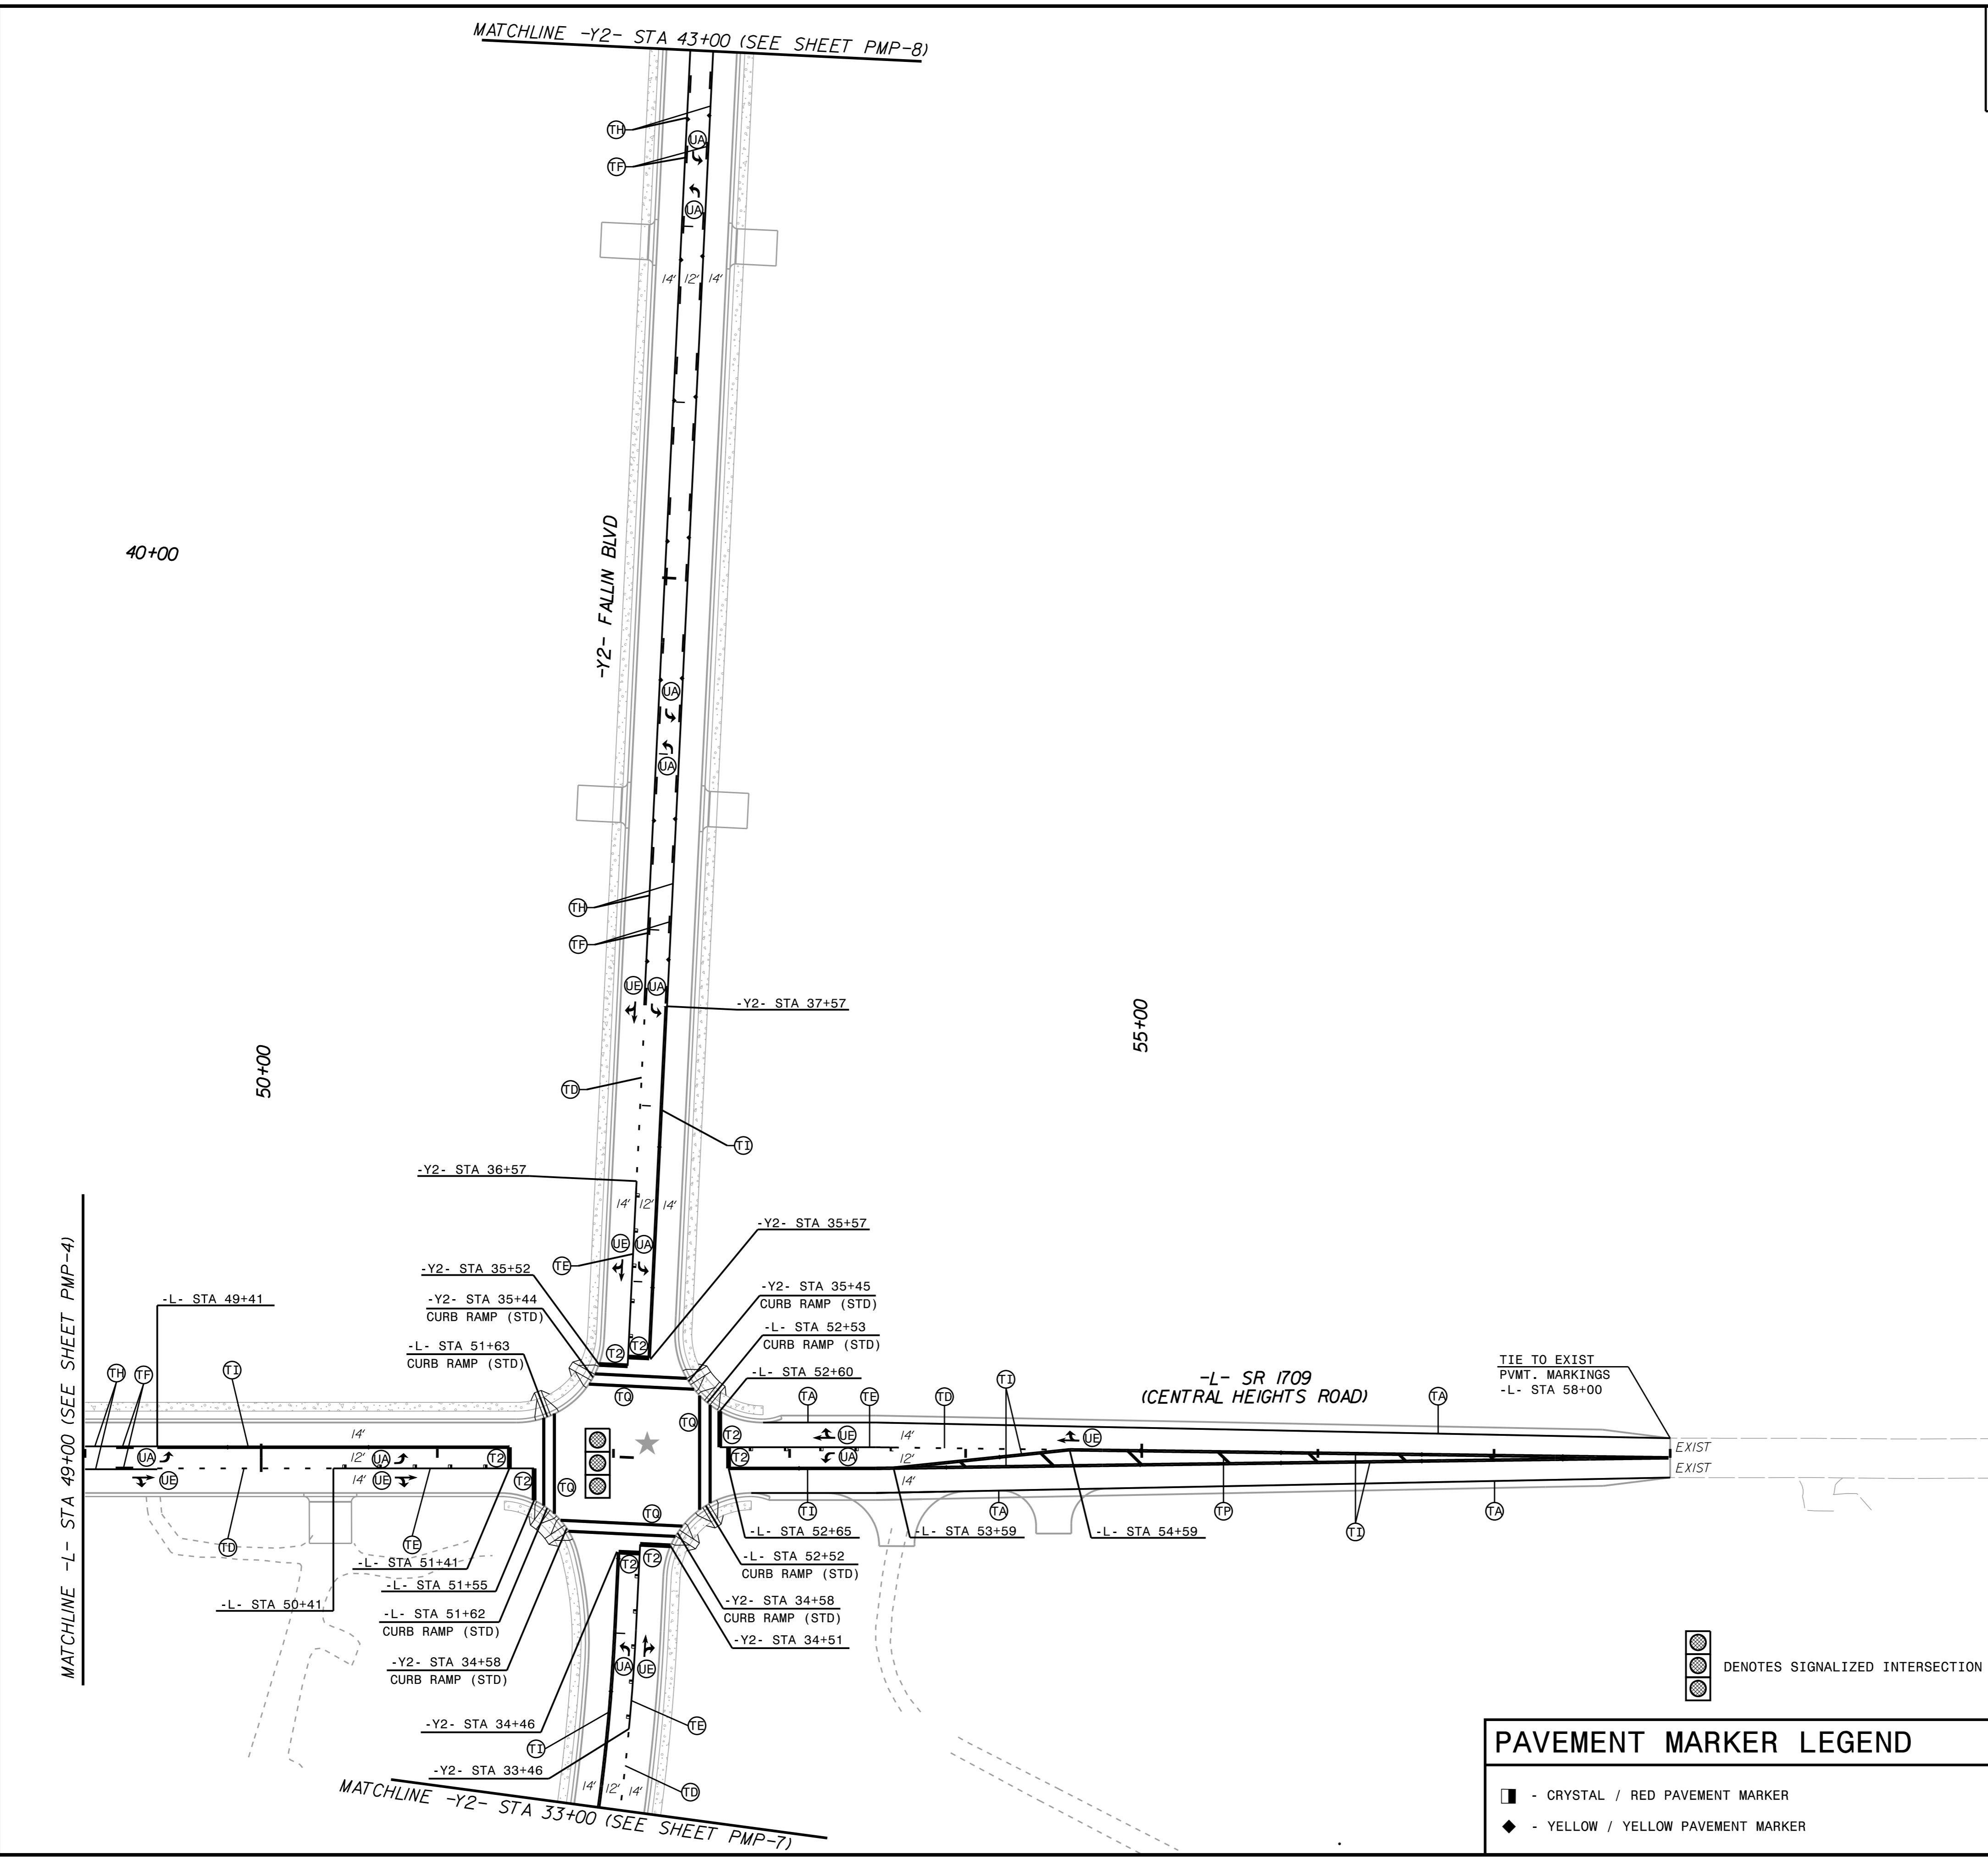 MATCHLINE -Y2- STA 43+00 (SEE SHEET PMP-8)
TH
UA
TF
UA
14' 12' 14'
40+00
-Y2- FALLIN BLVD
UA
UA
TH
TF
UE UA
-Y2- STA 37+57
50+00
55+00
TD
TI
-Y2- STA 36+57
14' 12' 14'
-Y2- STA 35+57
UE UA
TE
-Y2- STA 35+52
-Y2- STA 35+45
CURB RAMP (STD)
-Y2- STA 35+44
CURB RAMP (STD)
-L- STA 49+41
-L- STA 52+53
CURB RAMP (STD)
-L- STA 51+63
CURB RAMP (STD)
T2 T2
MATCHLINE -L- STA 49+00 (SEE SHEET PMP-4)
TH TF TI
-L- STA 52+60
TQ
TA TE TD TI
-L- SR 1709
(CENTRAL HEIGHTS ROAD)
TA
TIE TO EXIST
PVMT. MARKINGS
-L- STA 58+00
TQ
14'
T2
UE
14'
UE
EXIST
UA
12'
UA
T2
T2
UA
12'
EXIST
UE
14'
UE
T2
TQ
14'
TQ
TI
TA
TP
TI
TA
TD
TE
-L- STA 52+65
-L- STA 53+59
-L- STA 54+59
T2 T2
-L- STA 51+41
-L- STA 52+52
CURB RAMP (STD)
-L- STA 51+55
-L- STA 50+41
-L- STA 51+62
CURB RAMP (STD)
-Y2- STA 34+58
CURB RAMP (STD)
-Y2- STA 34+51
-Y2- STA 34+58
CURB RAMP (STD)
UA UE
DENOTES SIGNALIZED INTERSECTION
-Y2- STA 34+46
TE
TI
-Y2- STA 33+46
14' 12' 14'
TD
MATCHLINE -Y2- STA 33+00 (SEE SHEET PMP-7)
PAVEMENT MARKER LEGEND
- CRYSTAL / RED PAVEMENT MARKER
- YELLOW / YELLOW PAVEMENT MARKER